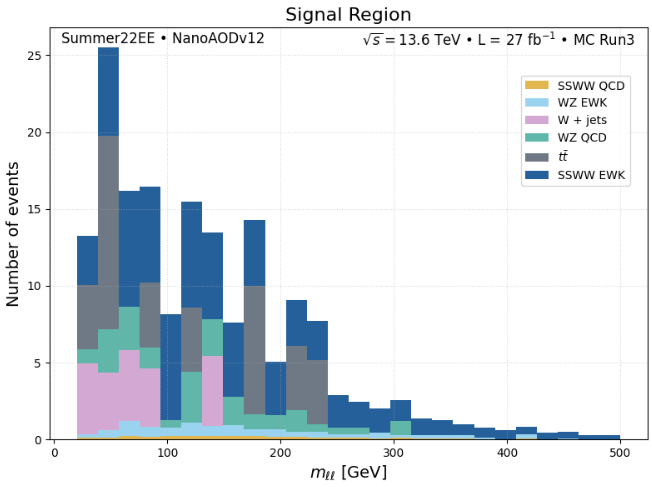 Signal Region
Summer22EE • NanoAODv12
√s = 13.6 TeV • L = 27 fb⁻¹ • MC Run3
SSWW QCD
WZ EWK
W + jets
WZ QCD
tt̄
SSWW EWK
Number of events
25
20
15
10
5
0
0 100 200 300 400 500
mℓℓ [GeV]